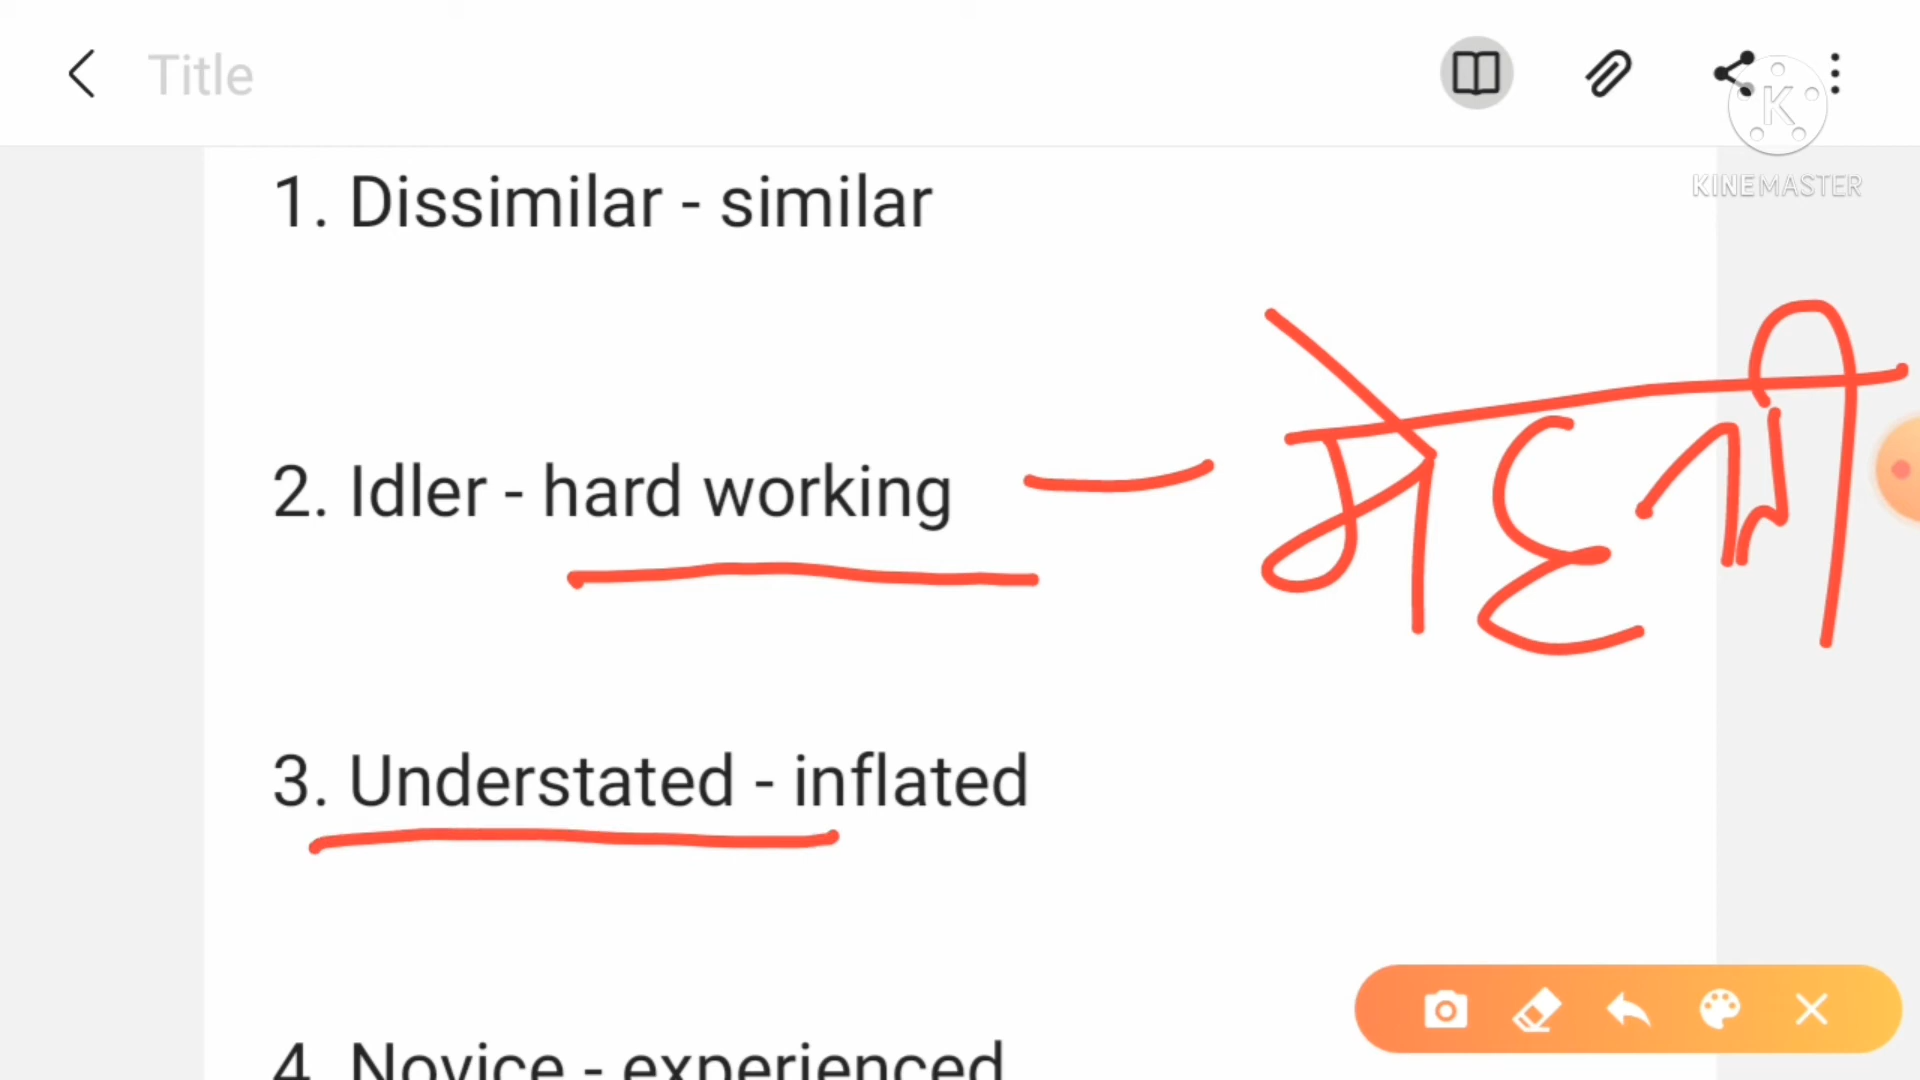 Title
KINEMASTER
1. Dissimilar - similar
2. Idler - hard working — मेहनती
3. Understated - inflated
4. Novice - experienced